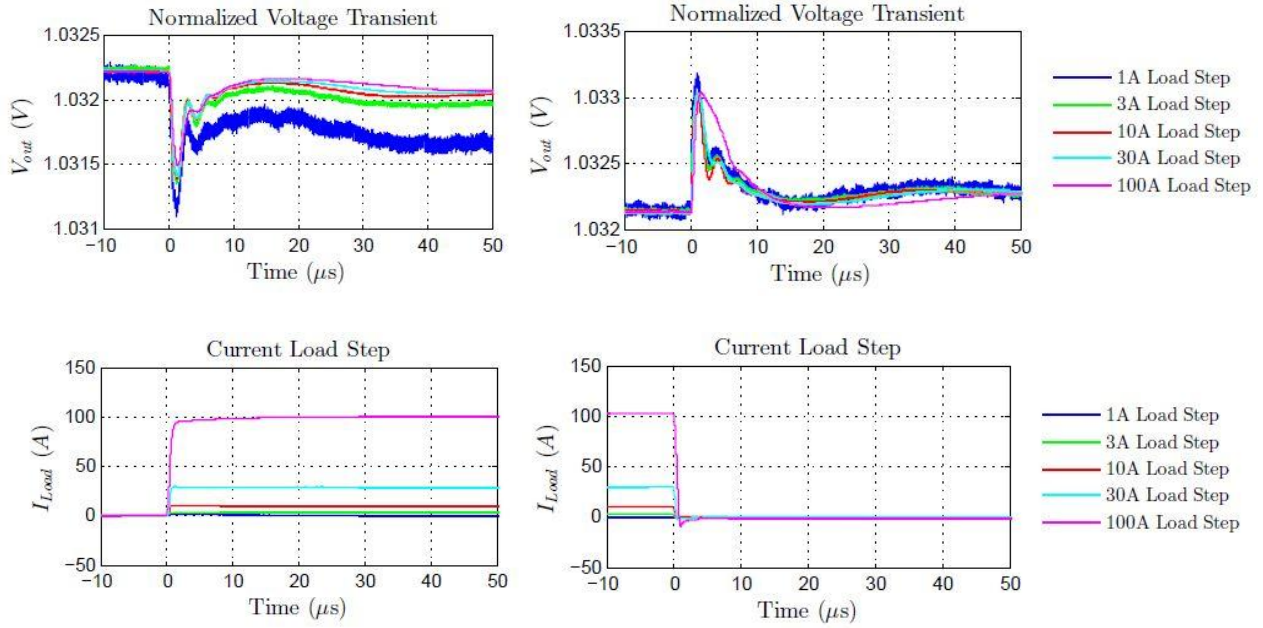 Normalized Voltage Transient
1.0325
1.032
1.0315
1.031
V_out (V)
−10 0 10 20 30 40 50
Time (μs)
Normalized Voltage Transient
1.0335
1.033
1.0325
1.032
V_out (V)
−10 0 10 20 30 40 50
Time (μs)
1A Load Step
3A Load Step
10A Load Step
30A Load Step
100A Load Step
Current Load Step
150
100
50
0
−50
I_Load (A)
−10 0 10 20 30 40 50
Time (μs)
Current Load Step
150
100
50
0
−50
I_Load (A)
−10 0 10 20 30 40 50
Time (μs)
1A Load Step
3A Load Step
10A Load Step
30A Load Step
100A Load Step